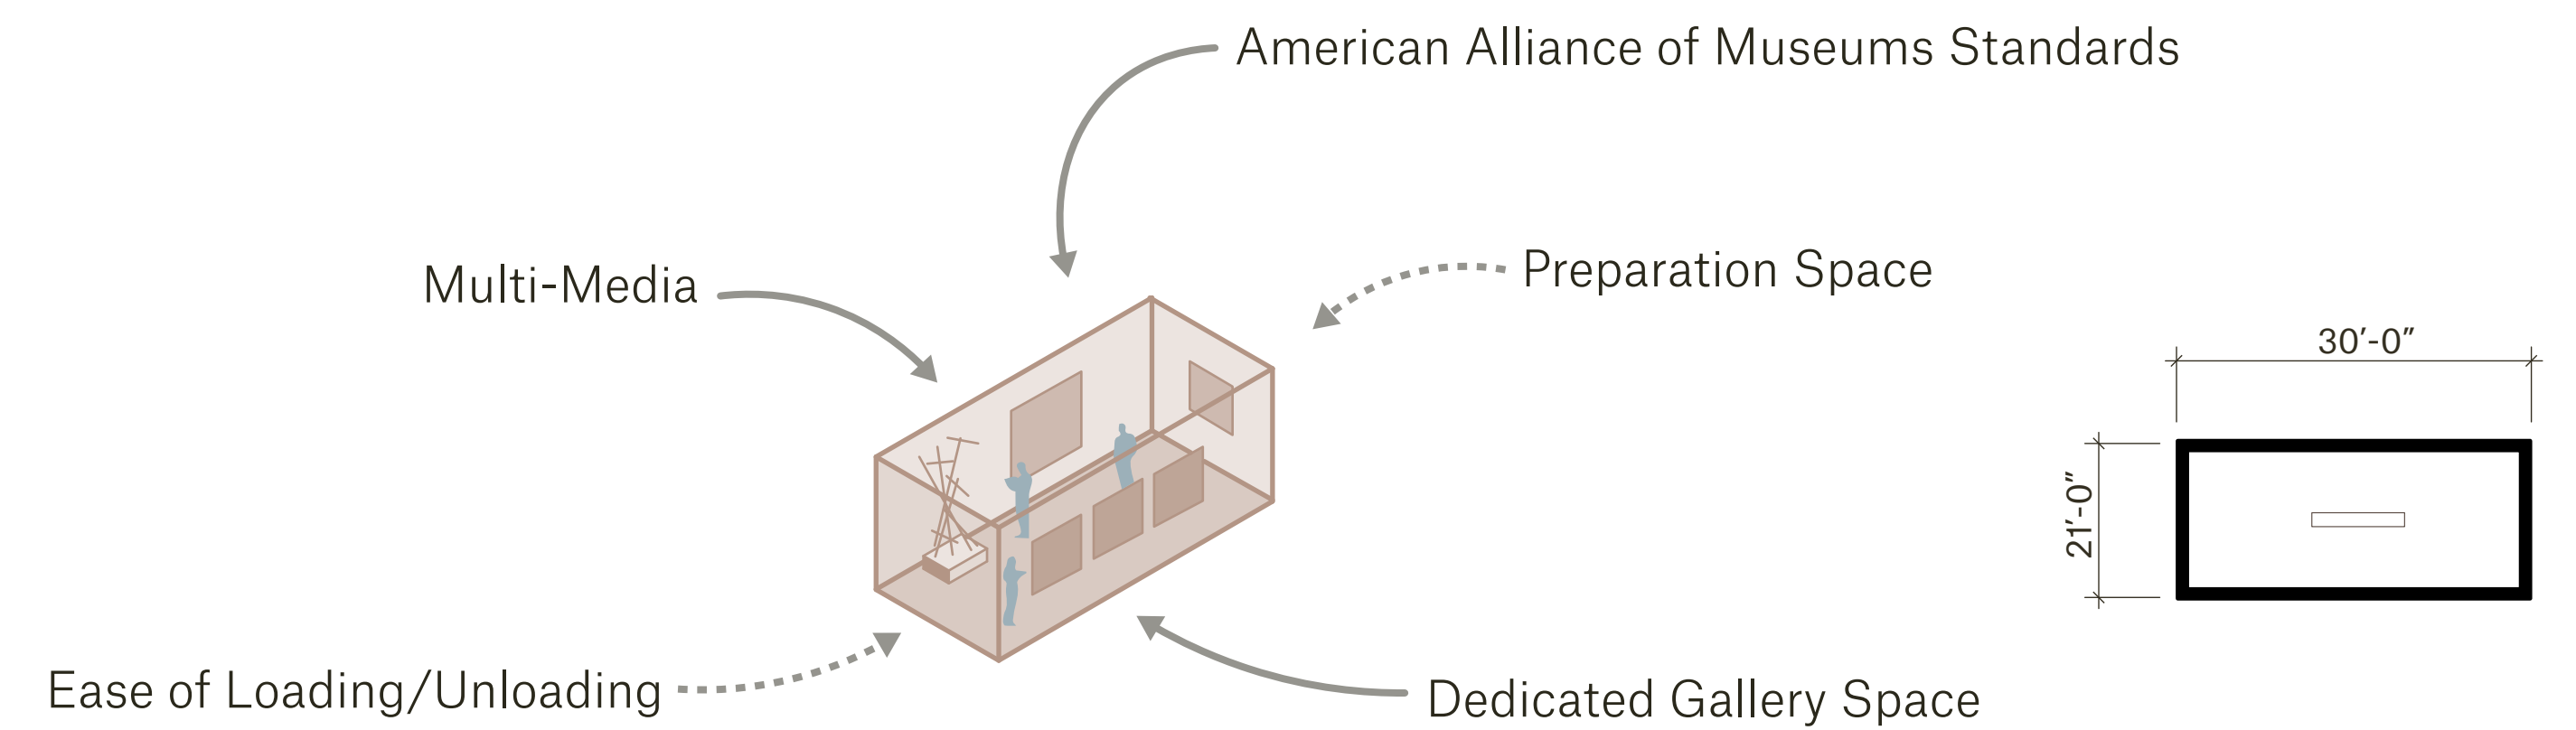 American Alliance of Museums Standards
Multi-Media
Preparation Space
30′-0″
21′-0″
Ease of Loading/Unloading
Dedicated Gallery Space